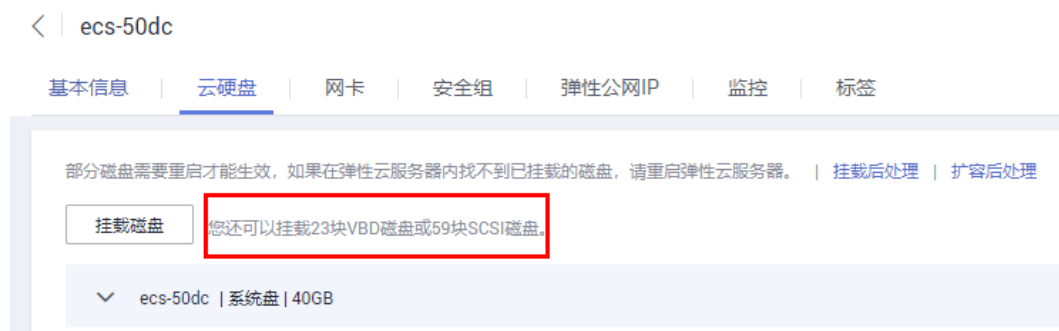 ecs-50dc
基本信息 云硬盘 网卡 安全组 弹性公网IP 监控 标签
部分磁盘需要重启才能生效，如果在弹性云服务器内找不到已挂载的磁盘，请重启弹性云服务器。 | 挂载后处理 | 扩容后处理
挂载磁盘 您还可以挂载23块VBD磁盘或59块SCSI磁盘。
ecs-50dc | 系统盘 | 40GB